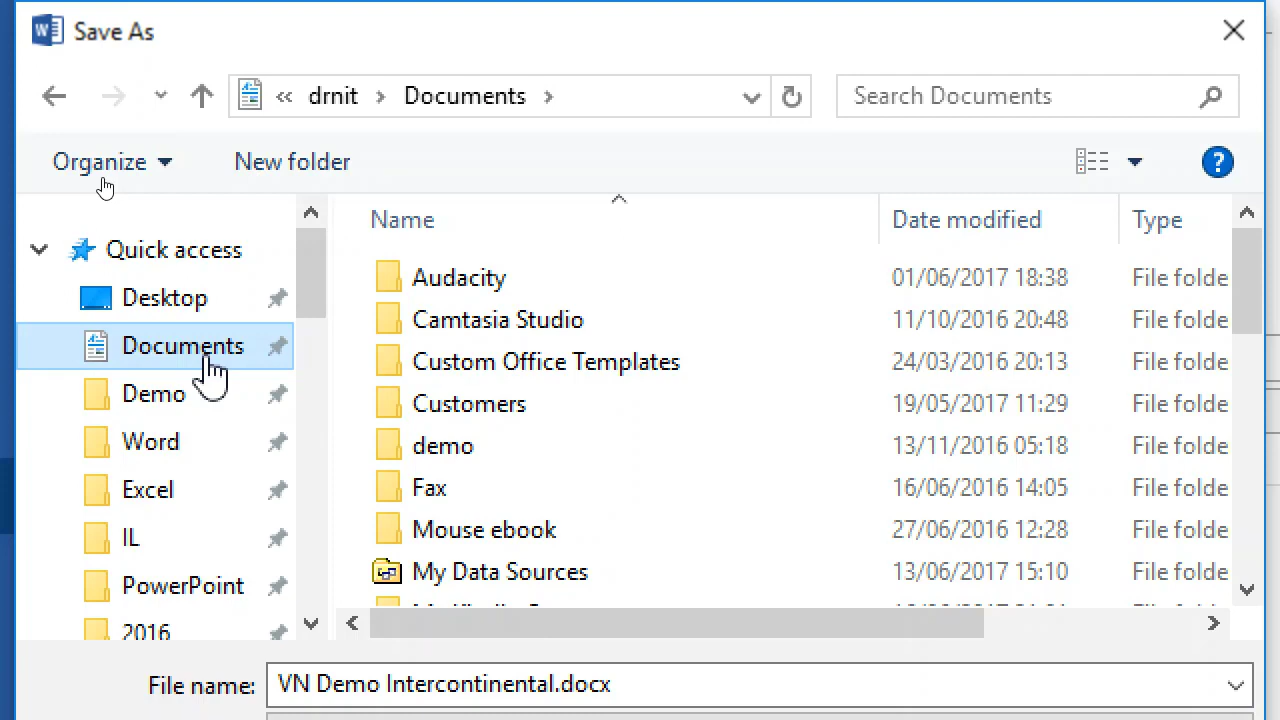 Save As
« drnit > Documents >
Search Documents
Organize
New folder
?
Name
Date modified
Type
Quick access
Desktop
Documents
Demo
Word
Excel
IL
PowerPoint
2016
Audacity 01/06/2017 18:38 File folde
Camtasia Studio 11/10/2016 20:48 File folde
Custom Office Templates 24/03/2016 20:13 File folde
Customers 19/05/2017 11:29 File folde
demo 13/11/2016 05:18 File folde
Fax 16/06/2016 14:05 File folde
Mouse ebook 27/06/2016 12:28 File folde
My Data Sources 13/06/2017 15:10 File folde
File name: VN Demo Intercontinental.docx